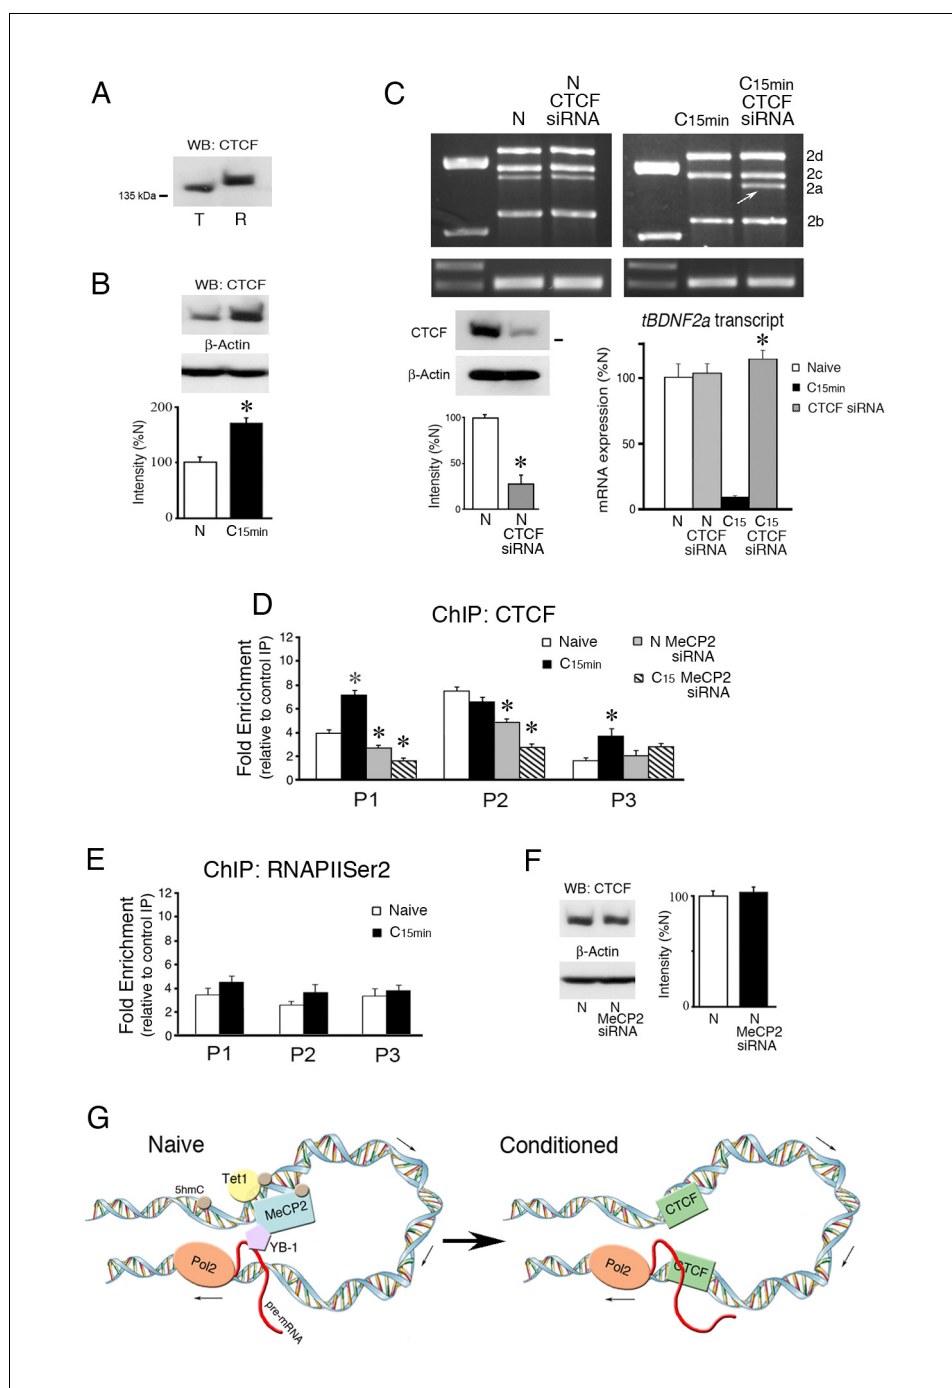 A
WB: CTCF
135 kDa
T R
B
WB: CTCF
β-Actin
200
100
0
Intensity (%N)
*
N C15min
C
N
N
CTCF
siRNA
C15min
C15min
CTCF
siRNA
2d
2c
2a
2b
CTCF
β-Actin
100
50
0
Intensity (%N)
*
N
N
CTCF
siRNA
tBDNF2a transcript
mRNA expression (%N)
100
50
0
*
Naive
C15min
CTCF siRNA
N
N
CTCF
siRNA
C15
C15
CTCF
siRNA
D
ChIP: CTCF
Fold Enrichment
(relative to control IP)
12
10
8
6
4
2
0
Naive
C15min
N MeCP2
siRNA
C15 MeCP2
siRNA
* * * * * *
P1 P2 P3
E
ChIP: RNAPIISer2
Fold Enrichment
(relative to control IP)
12
10
8
6
4
2
0
Naive
C15min
P1 P2 P3
F
WB: CTCF
β-Actin
N
N
MeCP2
siRNA
Intensity (%N)
100
0
N
N
MeCP2
siRNA
G
Naive
5hmC
Tet1
MeCP2
YB-1
Pol2
pre-mRNA
Conditioned
CTCF
Pol2
CTCF